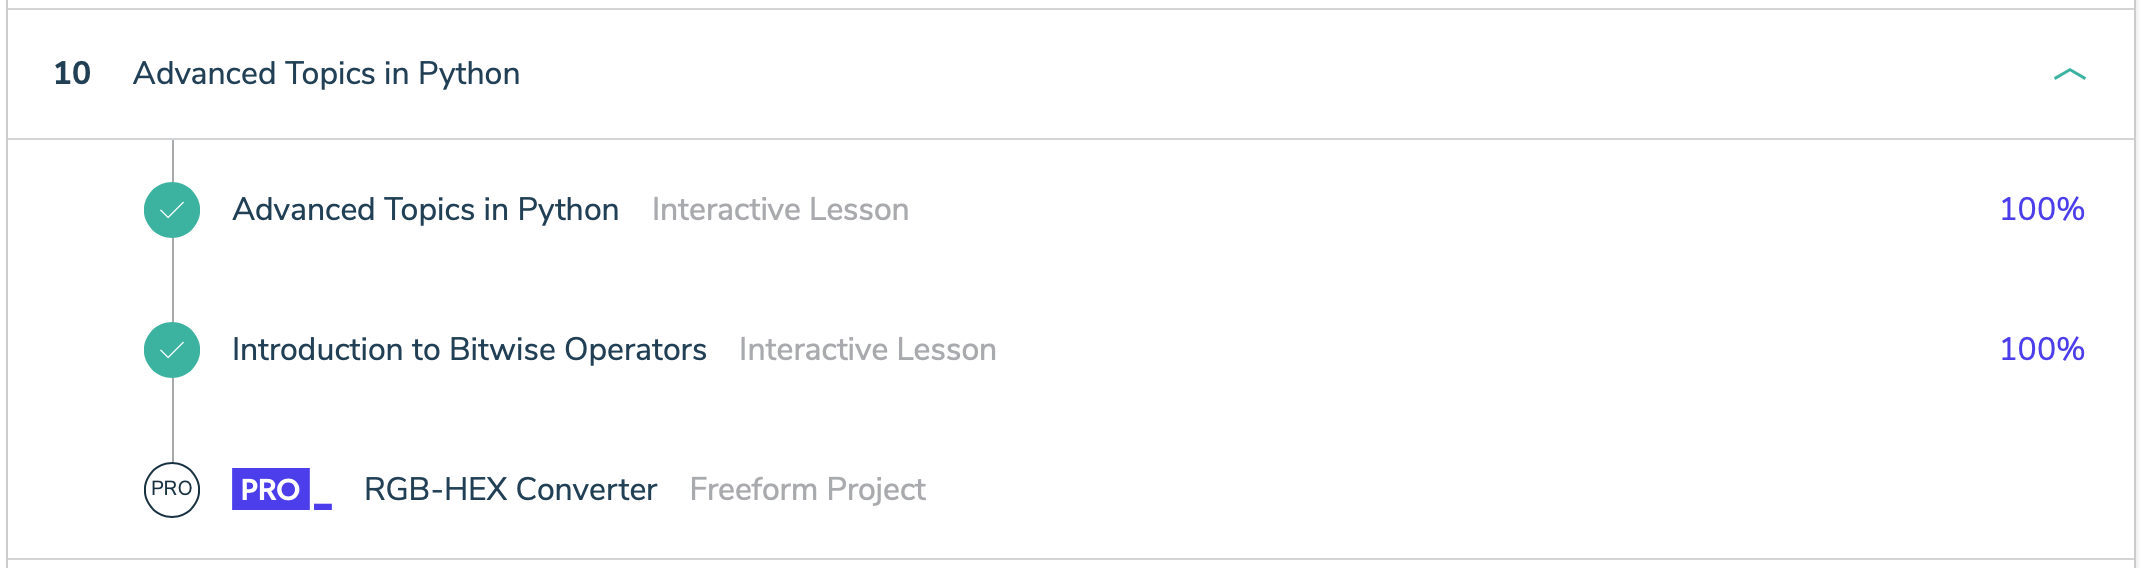 10 Advanced Topics in Python
Advanced Topics in Python Interactive Lesson 100%
Introduction to Bitwise Operators Interactive Lesson 100%
PRO PRO_ RGB-HEX Converter Freeform Project